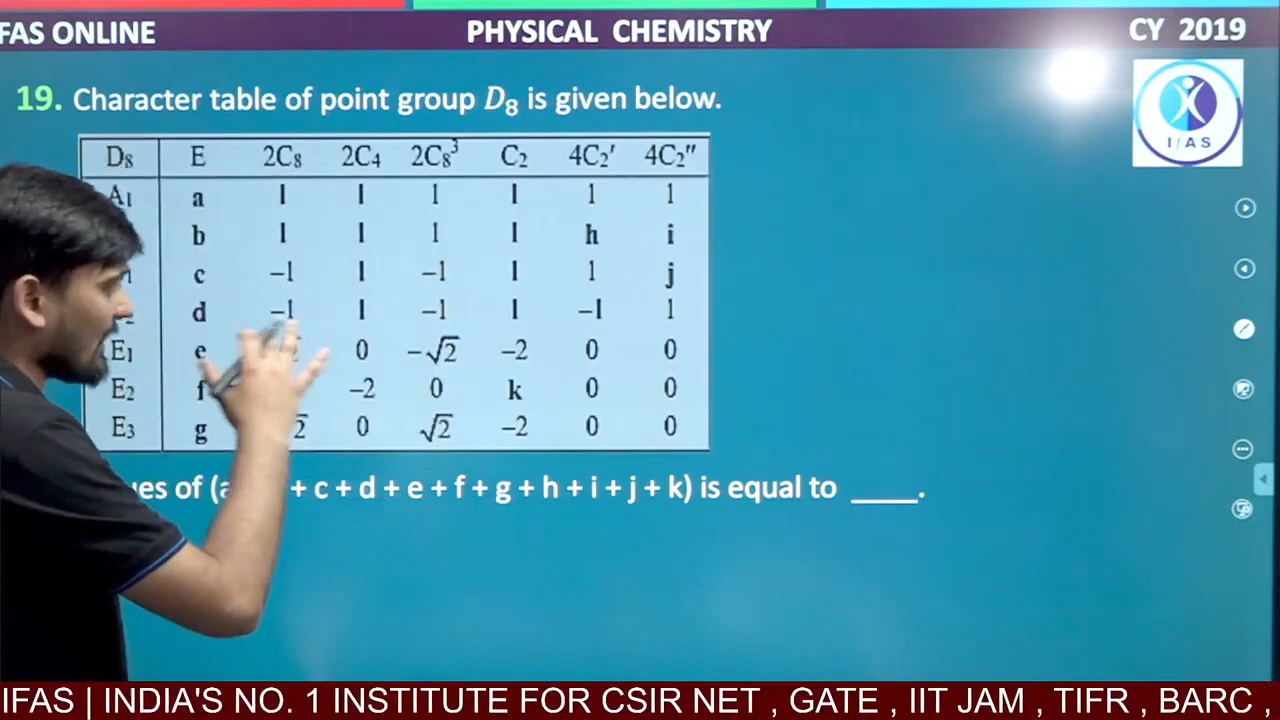 FAS ONLINE PHYSICAL CHEMISTRY CY 2019
19. Character table of point group D₈ is given below.
I/FAS
D₈ E 2C₈ 2C₄ 2C₈³ C₂ 4C₂′ 4C₂″
A₁ a 1 1 1 1 1 1
b 1 1 1 1 h i
c −1 1 −1 1 1 j
d −1 1 −1 1 −1 1
E₁ e 0 −√2 −2 0 0
E₂ f −2 0 k 0 0
E₃ g 0 √2 −2 0 0
of (a + c + d + e + f + g + h + i + j + k) is equal to ____.
IFAS | INDIA'S NO. 1 INSTITUTE FOR CSIR NET , GATE , IIT JAM , TIFR , BARC ,